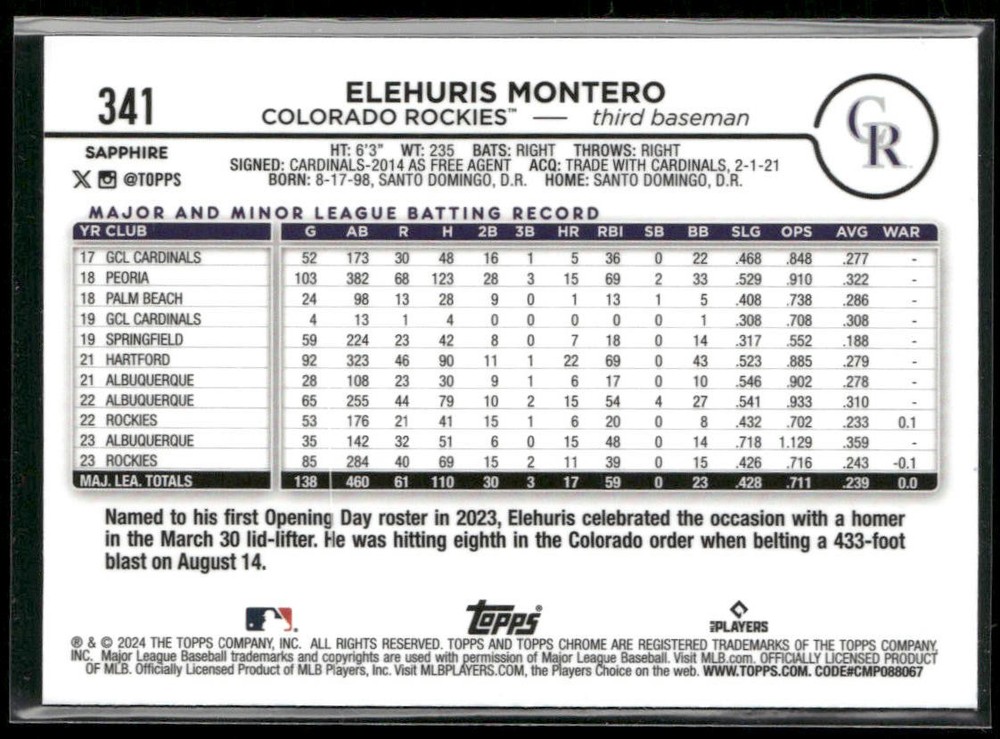 341
ELEHURIS MONTERO
COLORADO ROCKIES™ — third baseman
CR
SAPPHIRE
X @TOPPS
HT: 6'3" WT: 235 BATS: RIGHT THROWS: RIGHT
SIGNED: CARDINALS-2014 AS FREE AGENT ACQ: TRADE WITH CARDINALS, 2-1-21
BORN: 8-17-98, SANTO DOMINGO, D.R. HOME: SANTO DOMINGO, D.R.
MAJOR AND MINOR LEAGUE BATTING RECORD
YR CLUB G AB R H 2B 3B HR RBI SB BB SLG OPS AVG WAR
17 GCL CARDINALS 52 173 30 48 16 1 5 36 0 22 .468 .848 .277 -
18 PEORIA 103 382 68 123 28 3 15 69 2 33 .529 .910 .322 -
18 PALM BEACH 24 98 13 28 9 0 1 13 1 5 .408 .738 .286 -
19 GCL CARDINALS 4 13 1 4 0 0 0 0 0 1 .308 .708 .308 -
19 SPRINGFIELD 59 224 23 42 8 0 7 18 0 14 .317 .552 .188 -
21 HARTFORD 92 323 46 90 11 1 22 69 0 43 .523 .885 .279 -
21 ALBUQUERQUE 28 108 23 30 9 1 6 17 0 10 .546 .902 .278 -
22 ALBUQUERQUE 65 255 44 79 10 2 15 54 4 27 .541 .933 .310 -
22 ROCKIES 53 176 21 41 15 1 6 20 0 8 .432 .702 .233 0.1
23 ALBUQUERQUE 35 142 32 51 6 0 15 48 0 14 .718 1.129 .359 -
23 ROCKIES 85 284 40 69 15 2 11 39 0 15 .426 .716 .243 -0.1
MAJ. LEA. TOTALS 138 460 61 110 30 3 17 59 0 23 .428 .711 .239 0.0
Named to his first Opening Day roster in 2023, Elehuris celebrated the occasion with a homer
in the March 30 lid-lifter. He was hitting eighth in the Colorado order when belting a 433-foot
blast on August 14.
topps®
MLBPLAYERS
® & © 2024 THE TOPPS COMPANY, INC. ALL RIGHTS RESERVED. TOPPS AND TOPPS CHROME ARE REGISTERED TRADEMARKS OF THE TOPPS COMPANY,
INC. Major League Baseball trademarks and copyrights are used with permission of Major League Baseball. Visit MLB.com. OFFICIALLY LICENSED PRODUCT
OF MLB. Officially Licensed Product of MLB Players, Inc. Visit MLBPLAYERS.COM, the Players Choice on the web. WWW.TOPPS.COM. CODE#CMP088067